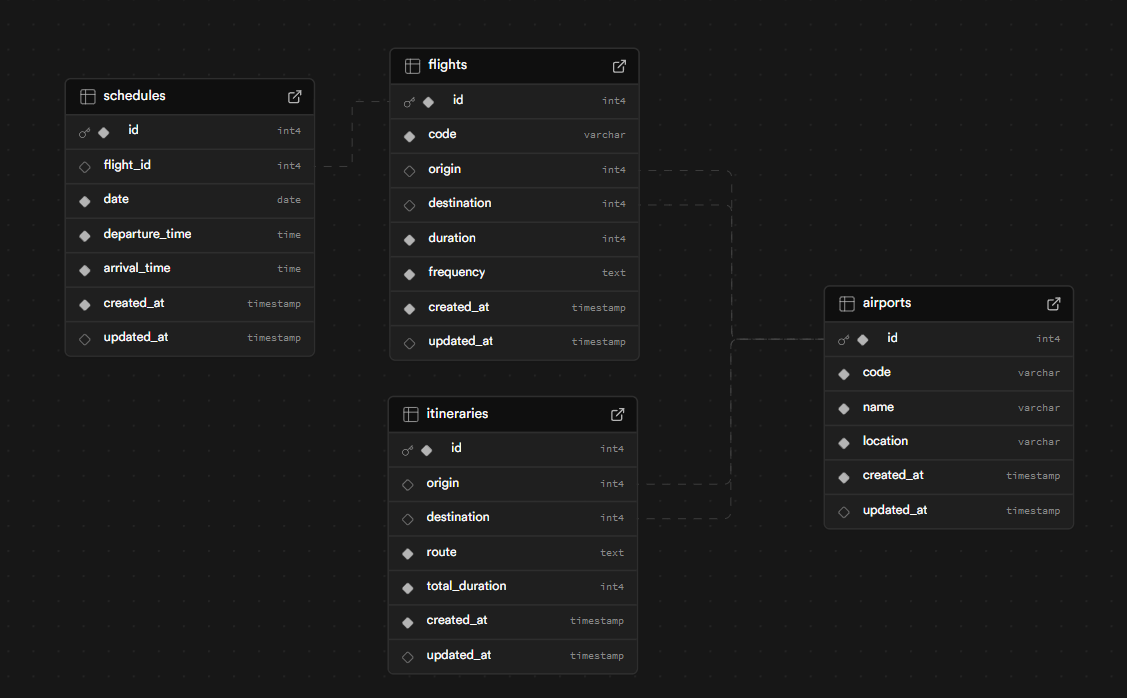 schedules
id int4
flight_id int4
date date
departure_time time
arrival_time time
created_at timestamp
updated_at timestamp
flights
id int4
code varchar
origin int4
destination int4
duration int4
frequency text
created_at timestamp
updated_at timestamp
itineraries
id int4
origin int4
destination int4
route text
total_duration int4
created_at timestamp
updated_at timestamp
airports
id int4
code varchar
name varchar
location varchar
created_at timestamp
updated_at timestamp